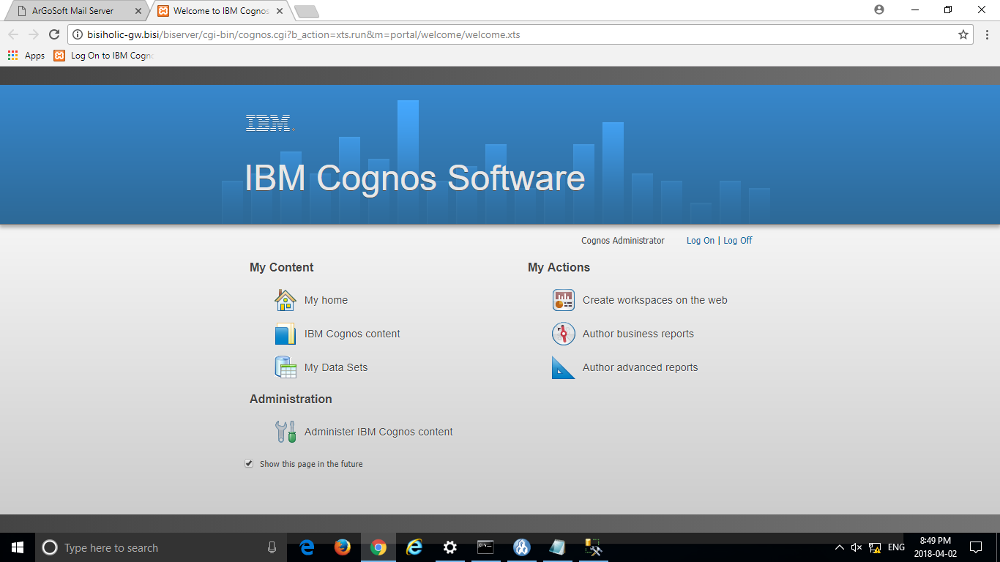 ArGoSoft Mail Server
Welcome to IBM Cognos
bisiholic-gw.bisi/biserver/cgi-bin/cognos.cgi?b_action=xts.run&m=portal/welcome/welcome.xts
Apps
Log On to IBM Cogno
IBM
IBM Cognos Software
Cognos Administrator
Log On | Log Off
My Content
My Actions
My home
Create workspaces on the web
IBM Cognos content
Author business reports
My Data Sets
Author advanced reports
Administration
Administer IBM Cognos content
Show this page in the future
Type here to search
ENG
8:49 PM
2018-04-02